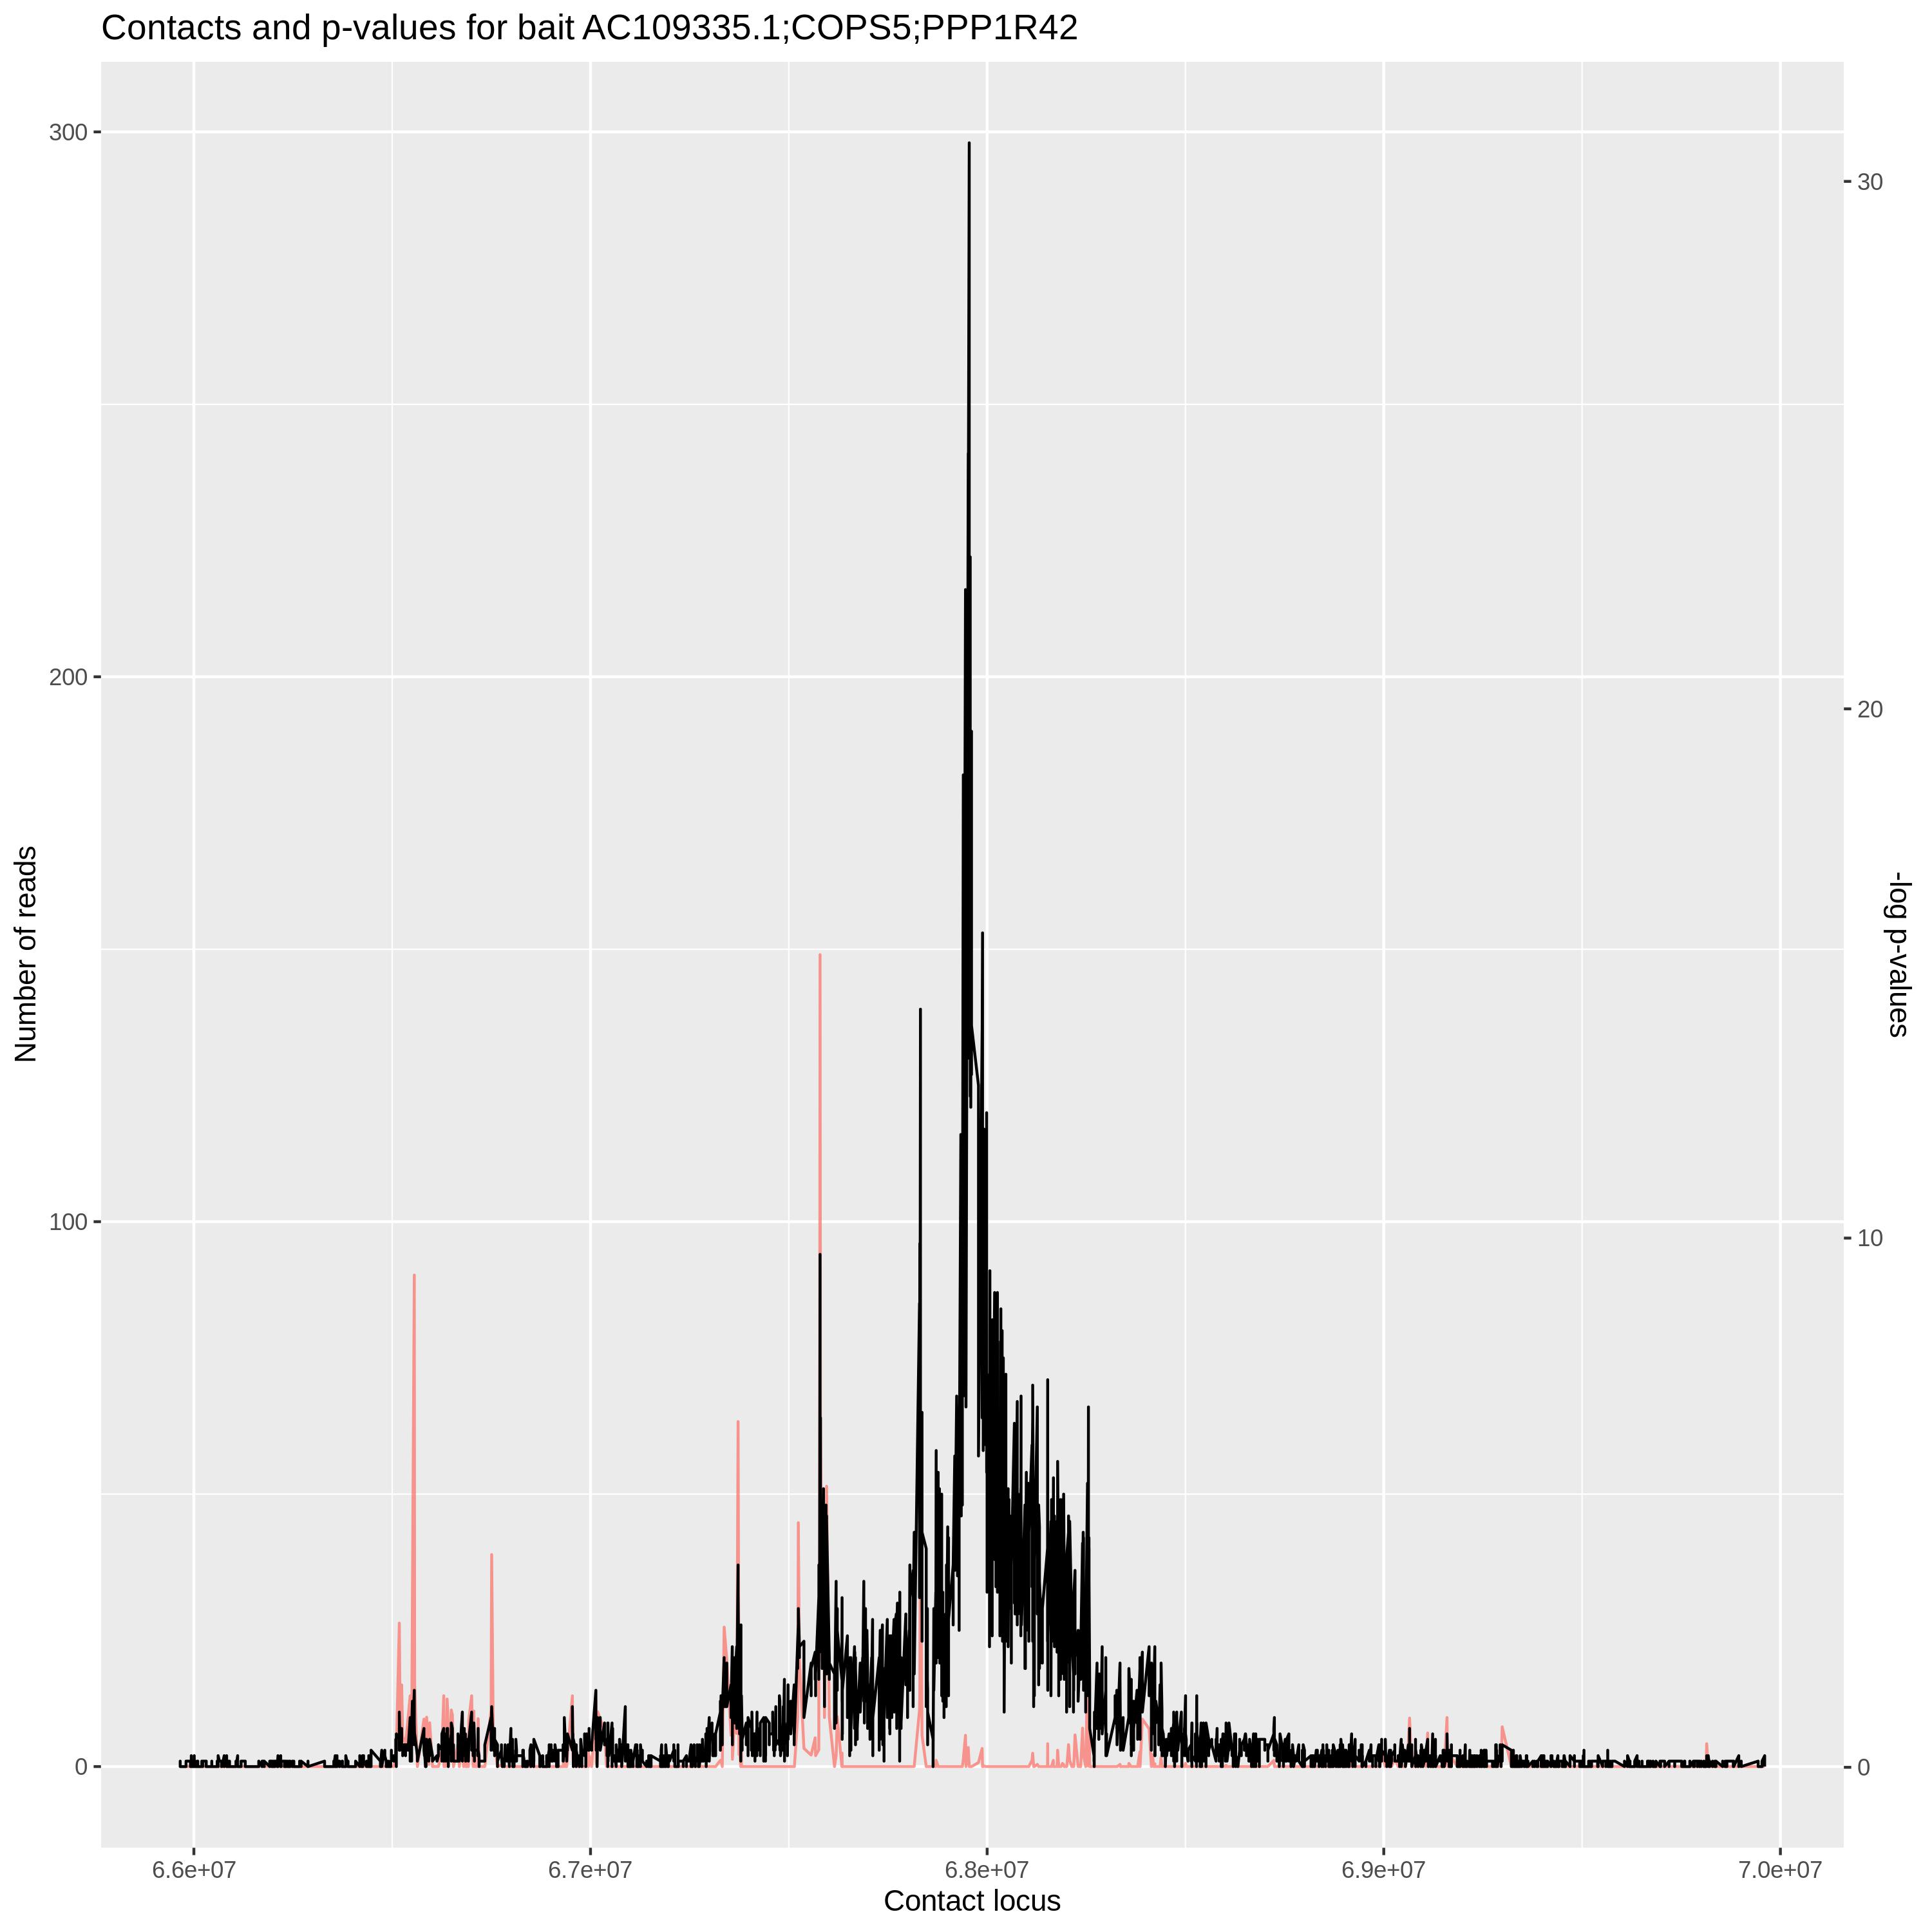 Contacts and p-values for bait AC109335.1;COPS5;PPP1R42
300
200
100
0
Number of reads
30
20
10
0
-log p-values
6.6e+07
6.7e+07
6.8e+07
6.9e+07
7.0e+07
Contact locus